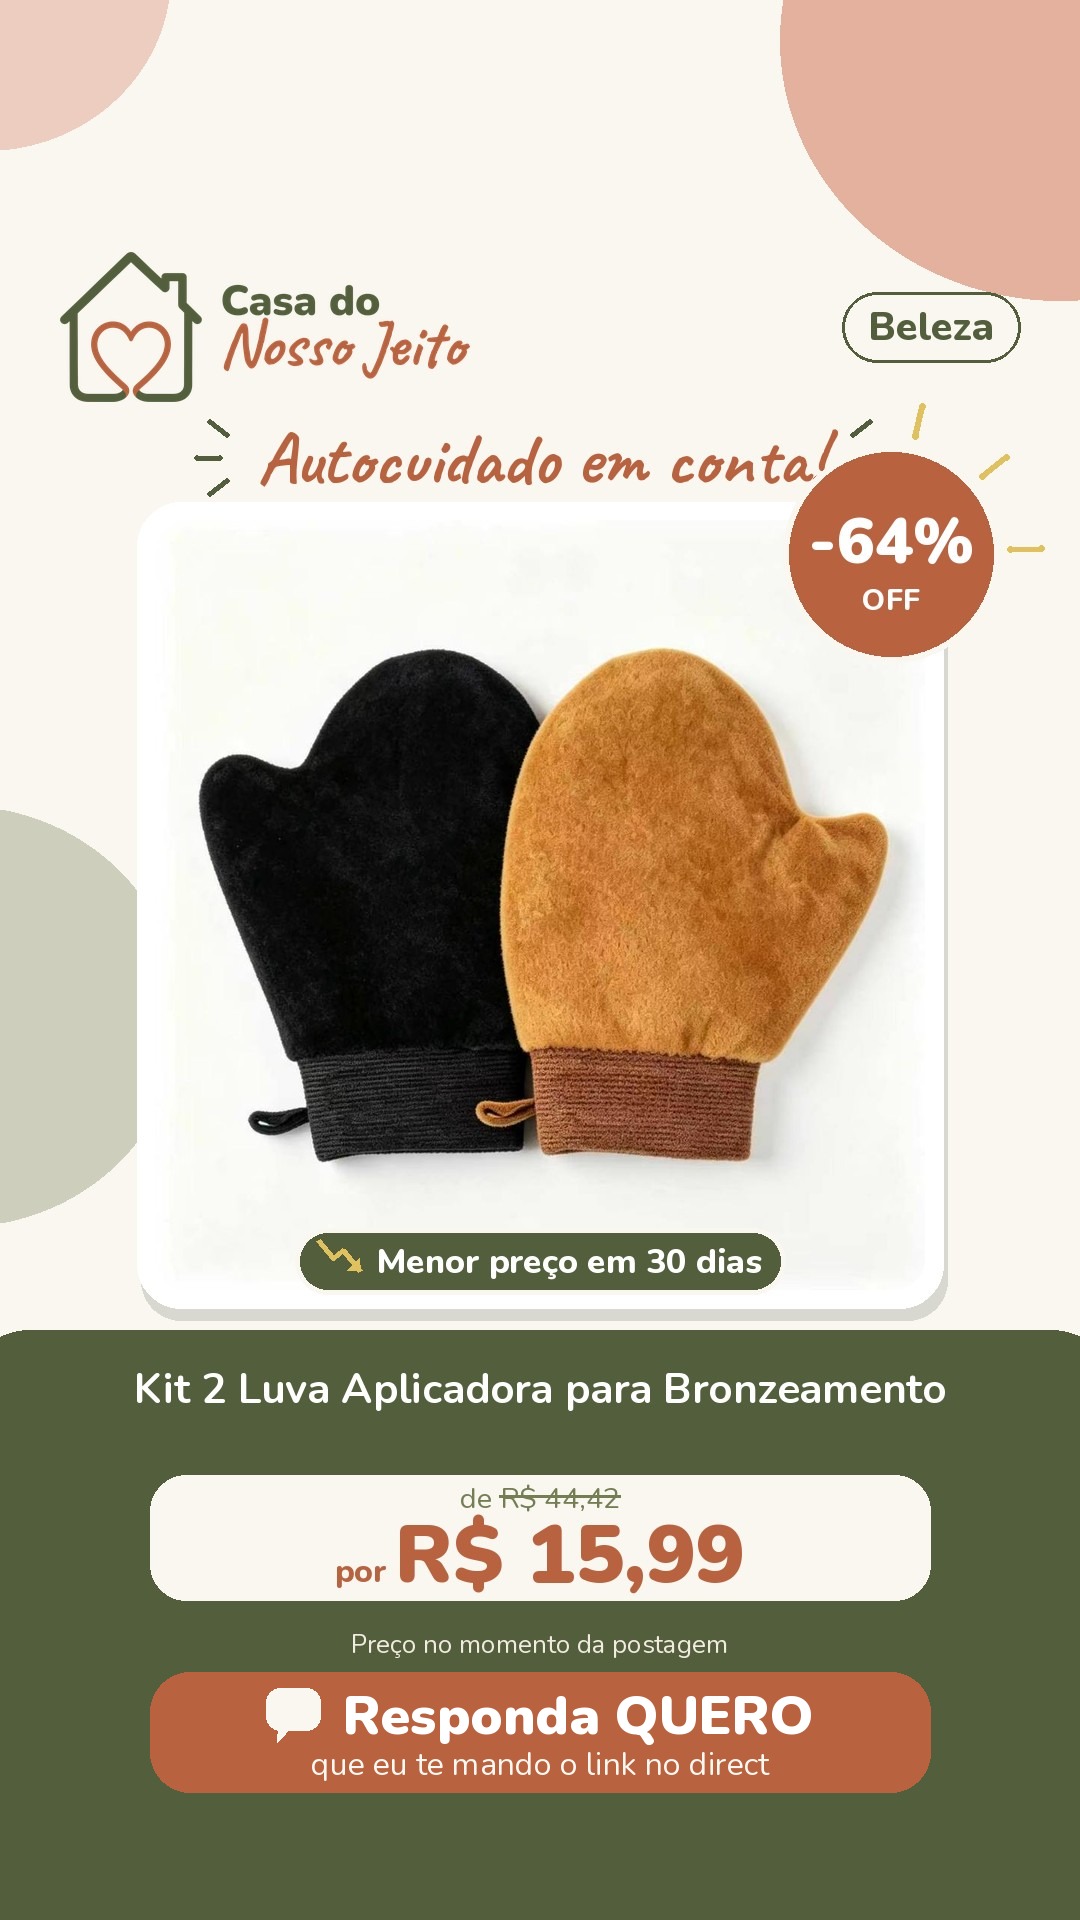 Casa do
Nosso Jeito
Beleza
Autocuidado em conta!
-64%
OFF
Menor preço em 30 dias
Kit 2 Luva Aplicadora para Bronzeamento
de R$ 44,42
por R$ 15,99
Preço no momento da postagem
Responda QUERO
que eu te mando o link no direct